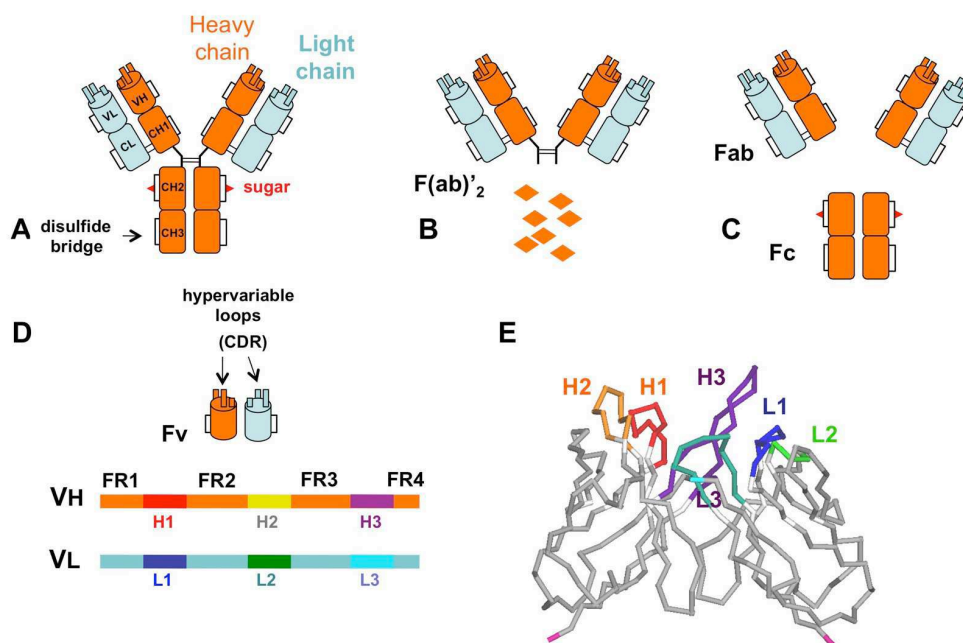 Heavy
chain
Light
chain
VL
VH
CL
CH1
CH2
CH3
sugar
disulfide
bridge
A
F(ab)’2
B
Fab
C
Fc
hypervariable
loops
(CDR)
D
Fv
FR1 FR2 FR3 FR4
VH
H1 H2 H3
VL
L1 L2 L3
E
H2 H1 H3 L1 L2
L3